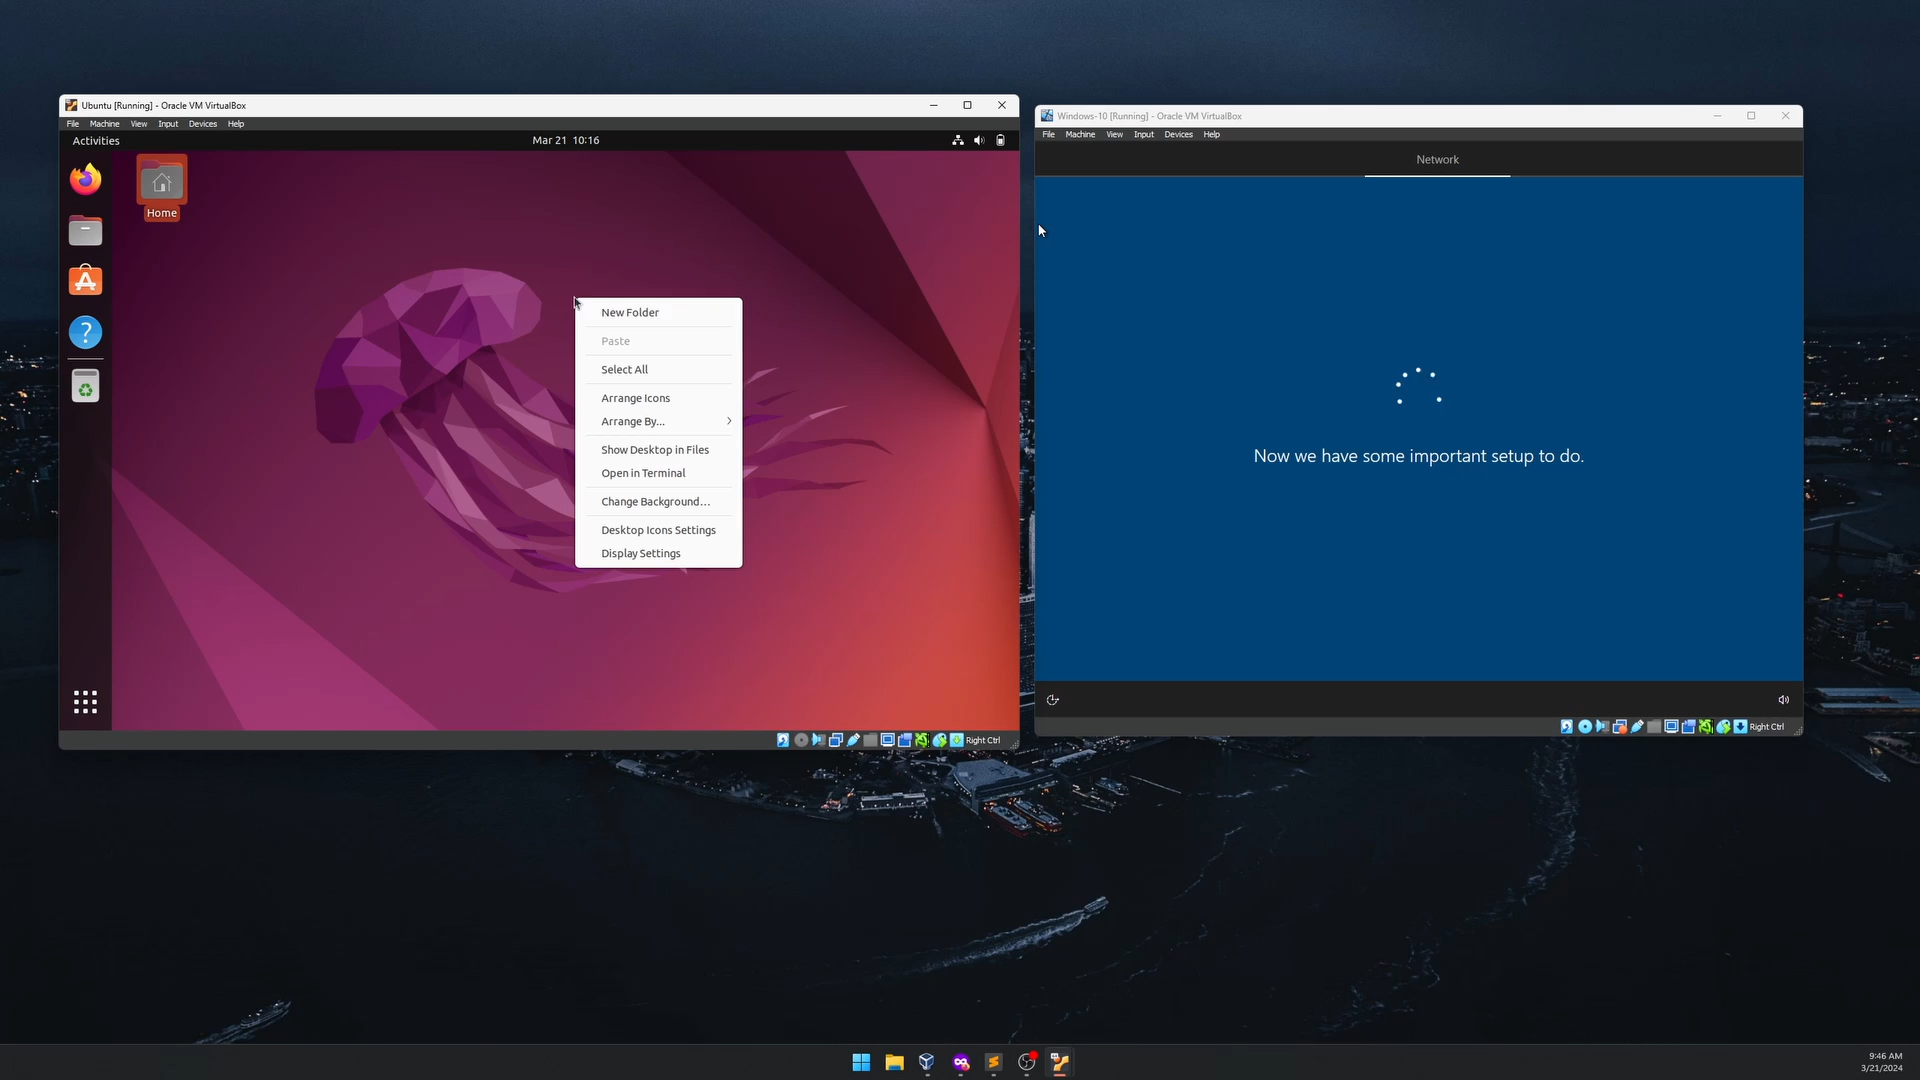 Ubuntu [Running] - Oracle VM VirtualBox
File Machine View Input Devices Help
Activities
Mar 21 10:16
Home
New Folder
Paste
Select All
Arrange Icons
Arrange By...
Show Desktop in Files
Open in Terminal
Change Background...
Desktop Icons Settings
Display Settings
Right Ctrl
Windows-10 [Running] - Oracle VM VirtualBox
File Machine View Input Devices Help
Network
Now we have some important setup to do.
Right Ctrl
9:46 AM
3/21/2024